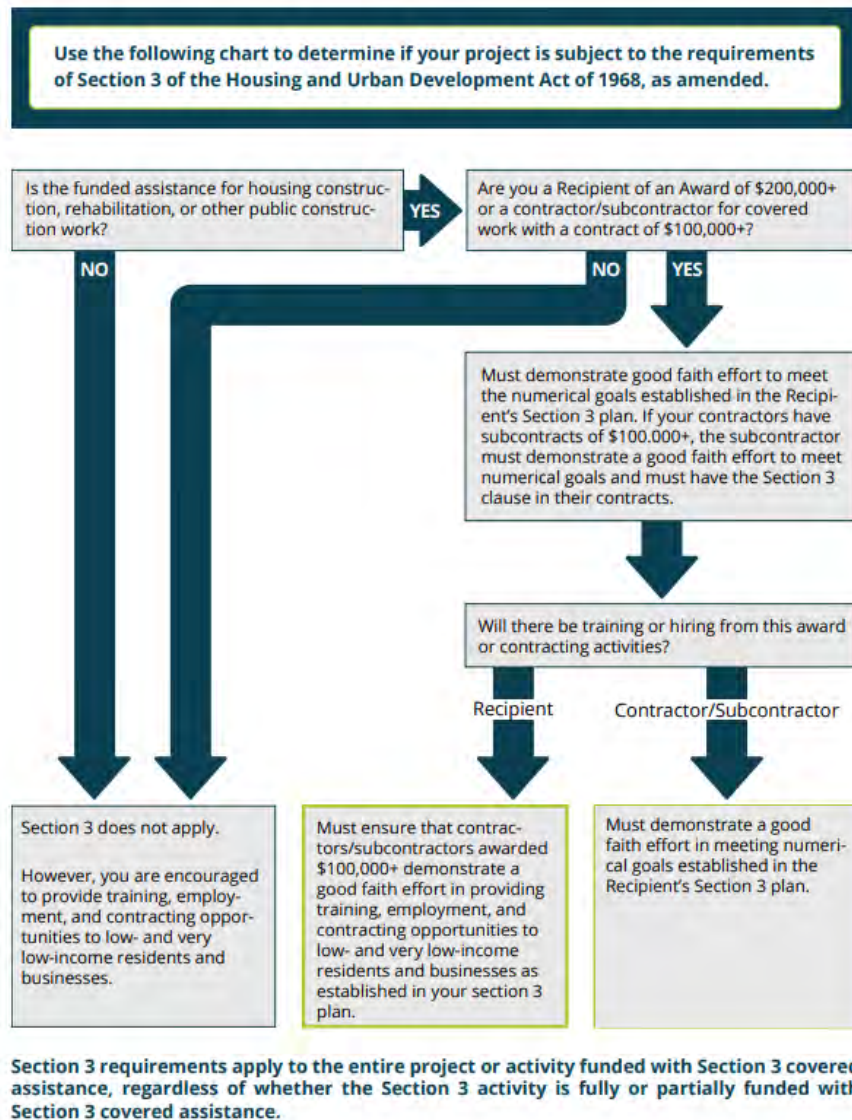 Use the following chart to determine if your project is subject to the requirements
of Section 3 of the Housing and Urban Development Act of 1968, as amended.
Is the funded assistance for housing construc-
tion, rehabilitation, or other public construc-
tion work?
YES
Are you a Recipient of an Award of $200,000+
or a contractor/subcontractor for covered
work with a contract of $100,000+?
NO
NO
YES
Must demonstrate good faith effort to meet
the numerical goals established in the Recipi-
ent's Section 3 plan. If your contractors have
subcontracts of $100.000+, the subcontractor
must demonstrate a good faith effort to meet
numerical goals and must have the Section 3
clause in their contracts.
Will there be training or hiring from this award
or contracting activities?
Recipient
Contractor/Subcontractor
Section 3 does not apply.
However, you are encouraged
to provide training, employ-
ment, and contracting oppor-
tunities to low- and very
low-income residents and
businesses.
Must ensure that contrac-
tors/subcontractors awarded
$100,000+ demonstrate a
good faith effort in providing
training, employment, and
contracting opportunities to
low- and very low-income
residents and businesses as
established in your section 3
plan.
Must demonstrate a good
faith effort in meeting numeri-
cal goals established in the
Recipient's Section 3 plan.
Section 3 requirements apply to the entire project or activity funded with Section 3 covered
assistance, regardless of whether the Section 3 activity is fully or partially funded with
Section 3 covered assistance.